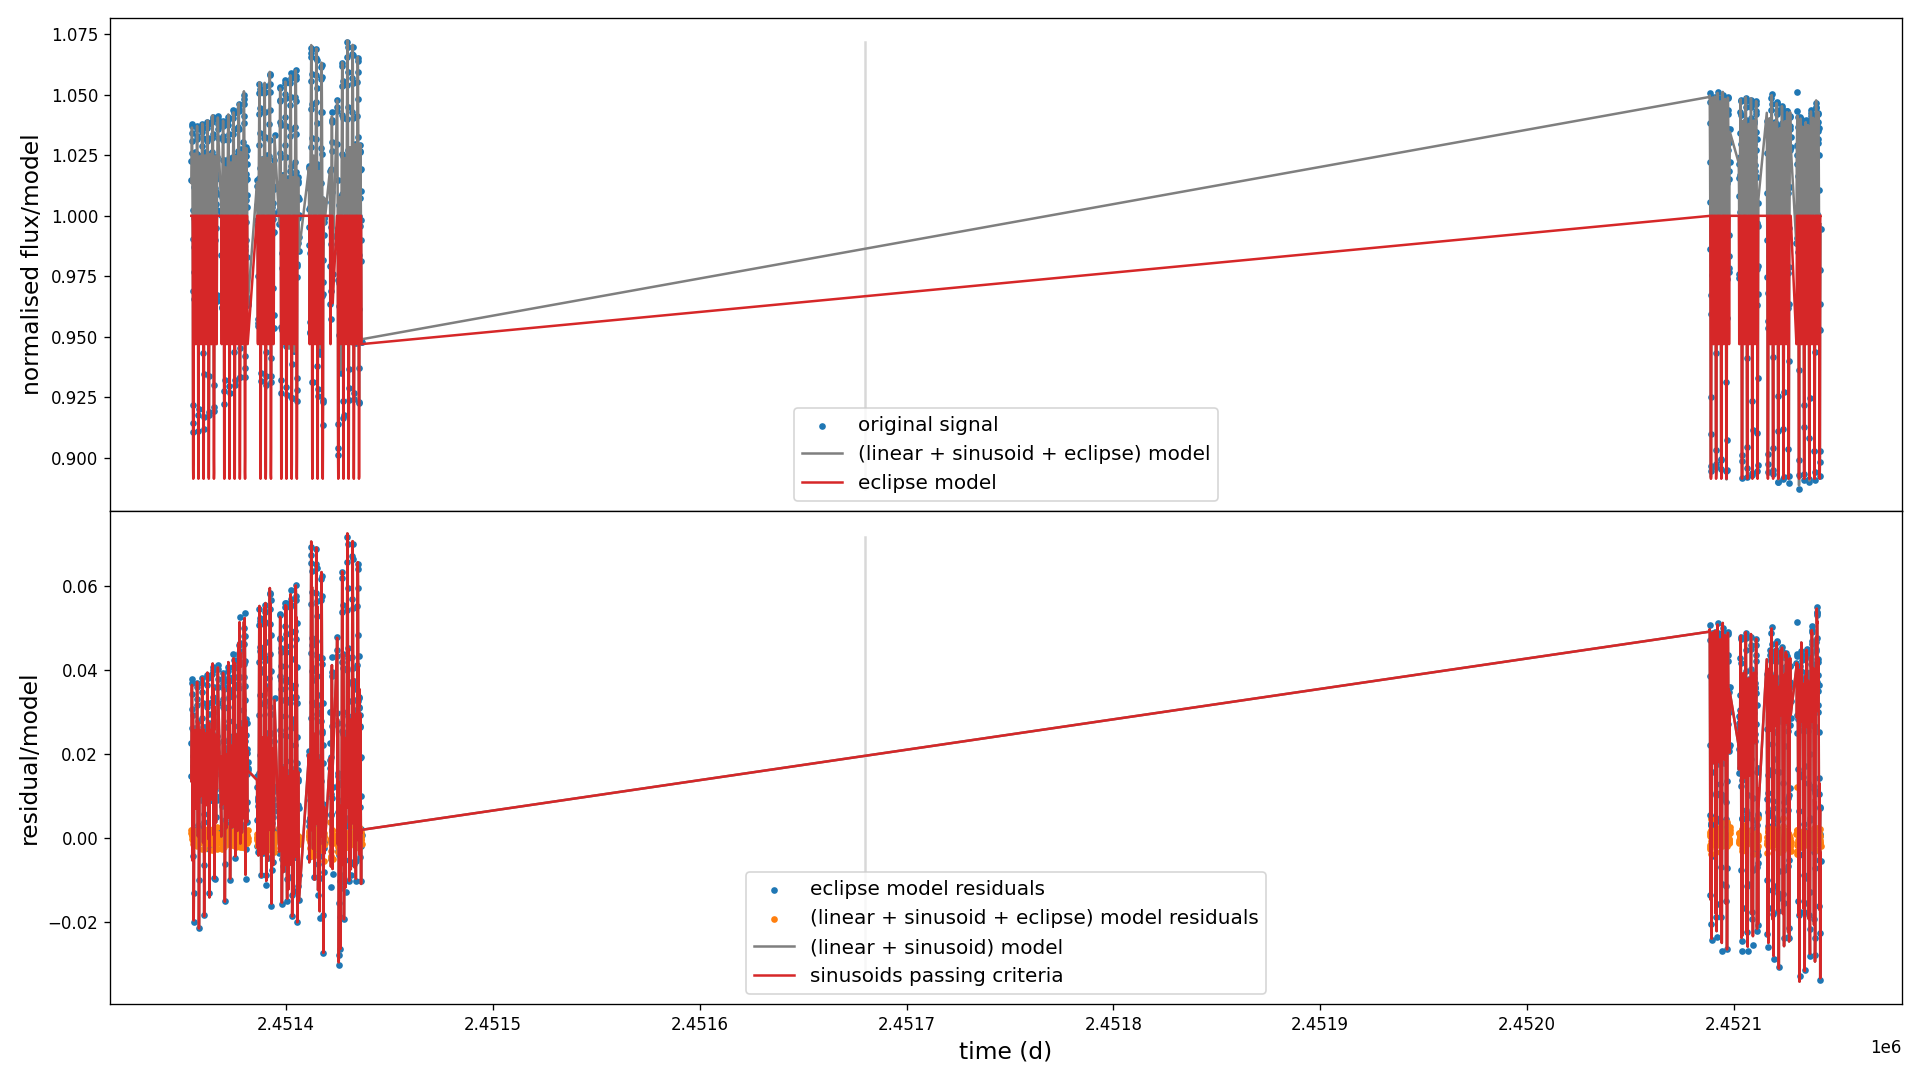 normalised flux/model
1.075
1.050
1.025
1.000
0.975
0.950
0.925
0.900
original signal
(linear + sinusoid + eclipse) model
eclipse model
residual/model
0.06
0.04
0.02
0.00
−0.02
eclipse model residuals
(linear + sinusoid + eclipse) model residuals
(linear + sinusoid) model
sinusoids passing criteria
2.4514 2.4515 2.4516 2.4517 2.4518 2.4519 2.4520 2.4521
time (d)
1e6